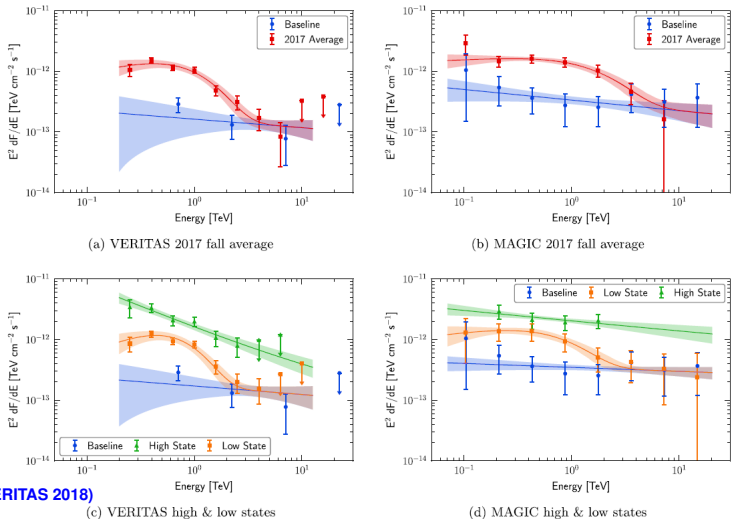 Baseline
2017 Average
E² dF/dE [TeV cm⁻² s⁻¹]
10⁻¹¹
10⁻¹²
10⁻¹³
10⁻¹⁴
10⁻¹ 10⁰ 10¹
Energy [TeV]
(a) VERITAS 2017 fall average
Baseline
2017 Average
E² dF/dE [TeV cm⁻² s⁻¹]
10⁻¹¹
10⁻¹²
10⁻¹³
10⁻¹⁴
10⁻¹ 10⁰ 10¹
Energy [TeV]
(b) MAGIC 2017 fall average
E² dF/dE [TeV cm⁻² s⁻¹]
10⁻¹¹
10⁻¹²
10⁻¹³
10⁻¹⁴
Baseline High State Low State
10⁻¹ 10⁰ 10¹
Energy [TeV]
ERITAS 2018)
(c) VERITAS high & low states
Baseline Low State High State
E² dF/dE [TeV cm⁻² s⁻¹]
10⁻¹¹
10⁻¹²
10⁻¹³
10⁻¹⁴
10⁻¹ 10⁰ 10¹
Energy [TeV]
(d) MAGIC high & low states